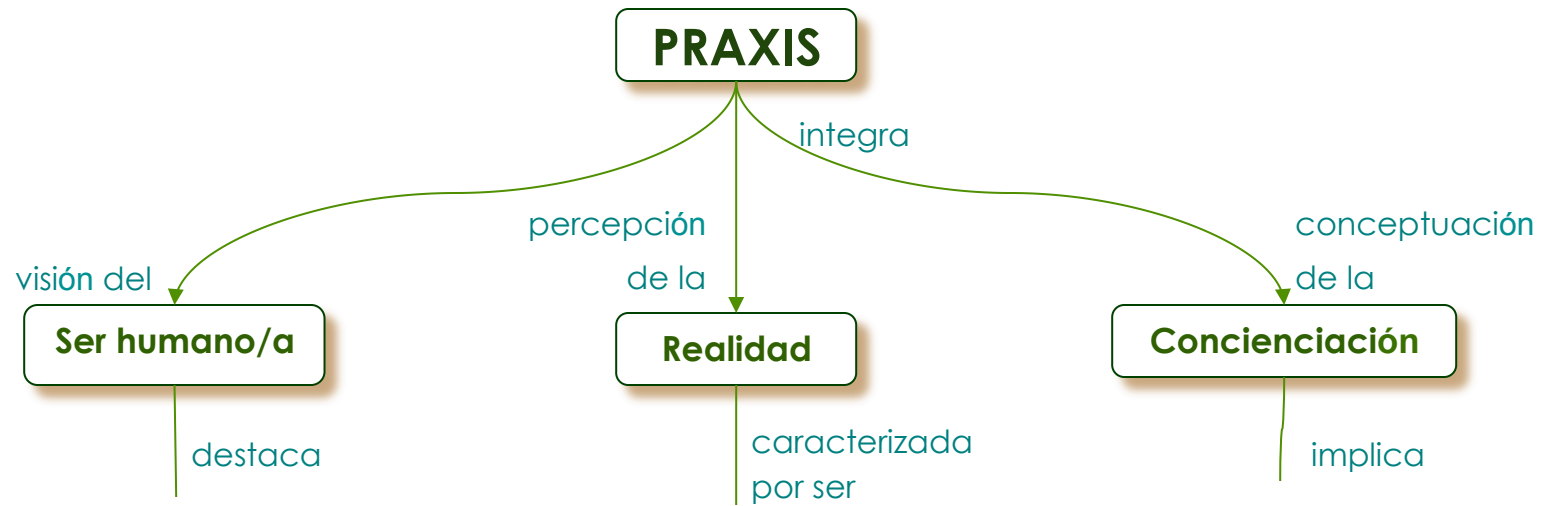 PRAXIS
integra
visión del
Ser humano/a
destaca
percepción
de la
Realidad
caracterizada
por ser
conceptuación
de la
Concienciación
implica